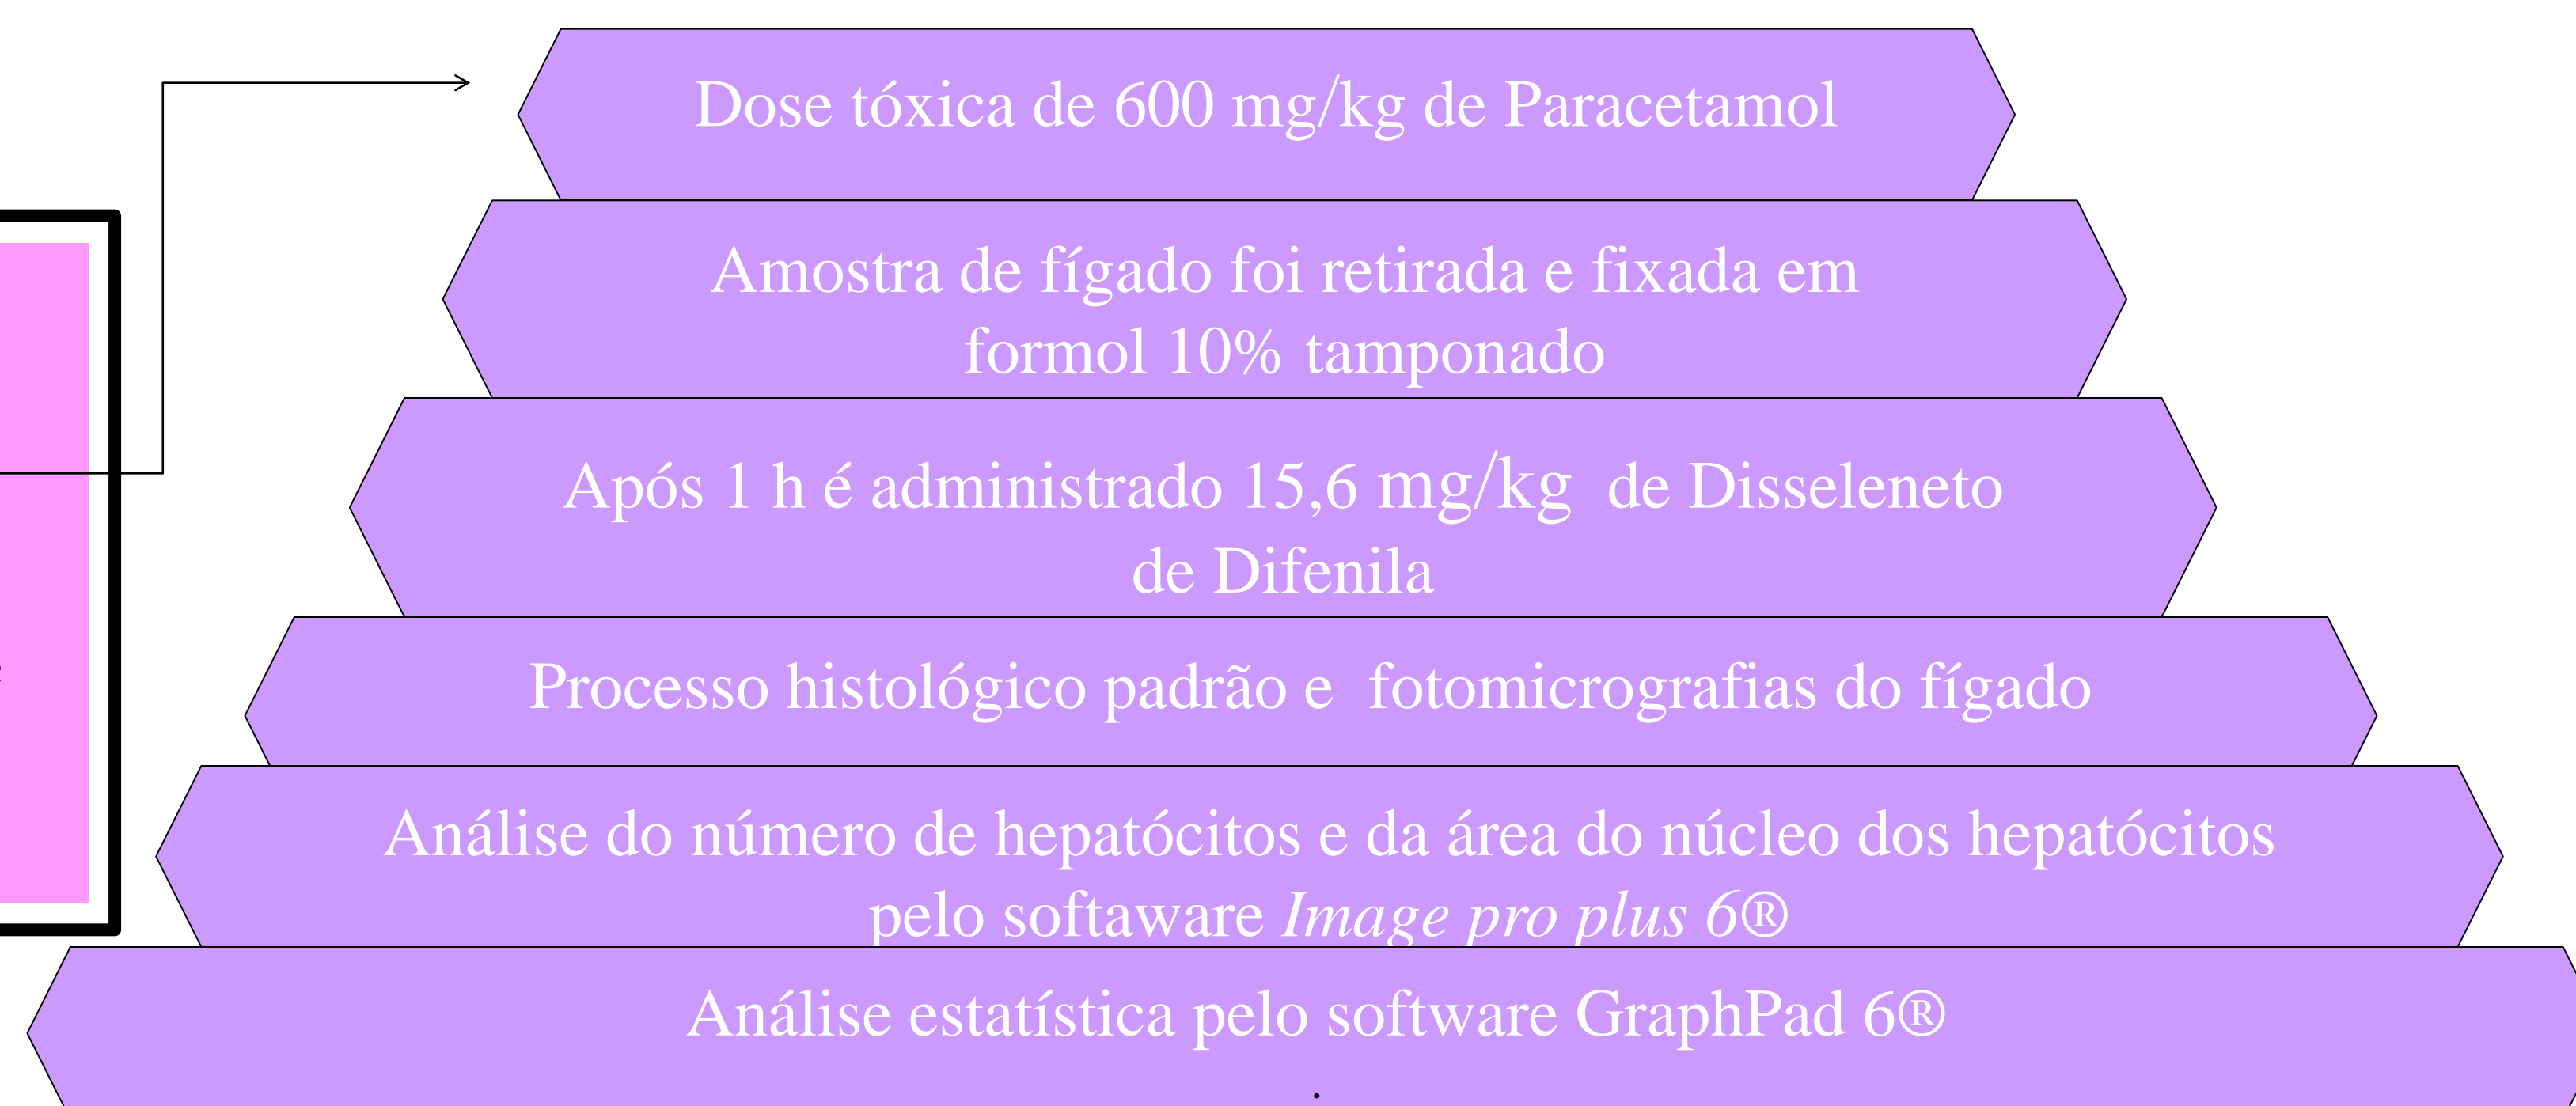 Dose tóxica de 600 mg/kg de Paracetamol
Amostra de fígado foi retirada e fixada em
formol 10% tamponado
Após 1 h é administrado 15,6 mg/kg de Disseleneto
de Difenila
Processo histológico padrão e fotomicrografias do fígado
Análise do número de hepatócitos e da área do núcleo dos hepatócitos
pelo softaware Image pro plus 6®
Análise estatística pelo software GraphPad 6®
.